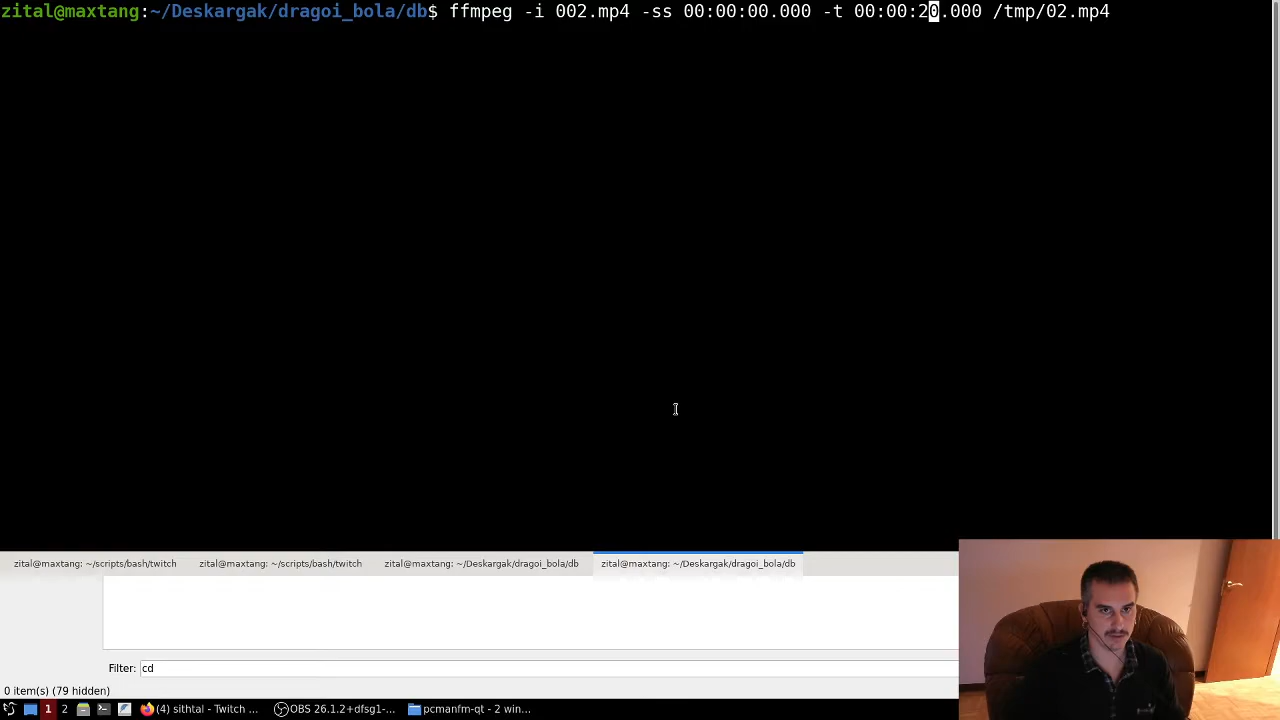 zital@maxtang:~/Deskargak/dragoi_bola/db$ ffmpeg -i 002.mp4 -ss 00:00:00.000 -t 00:00:20.000 /tmp/02.mp4
zital@maxtang: ~/scripts/bash/twitch
zital@maxtang: ~/scripts/bash/twitch
zital@maxtang: ~/Deskargak/dragoi_bola/db
zital@maxtang: ~/Deskargak/dragoi_bola/db
Filter: cd
0 item(s) (79 hidden)
1 2 (4) sithtal - Twitch ... OBS 26.1.2+dfsg1-... pcmanfm-qt - 2 win...